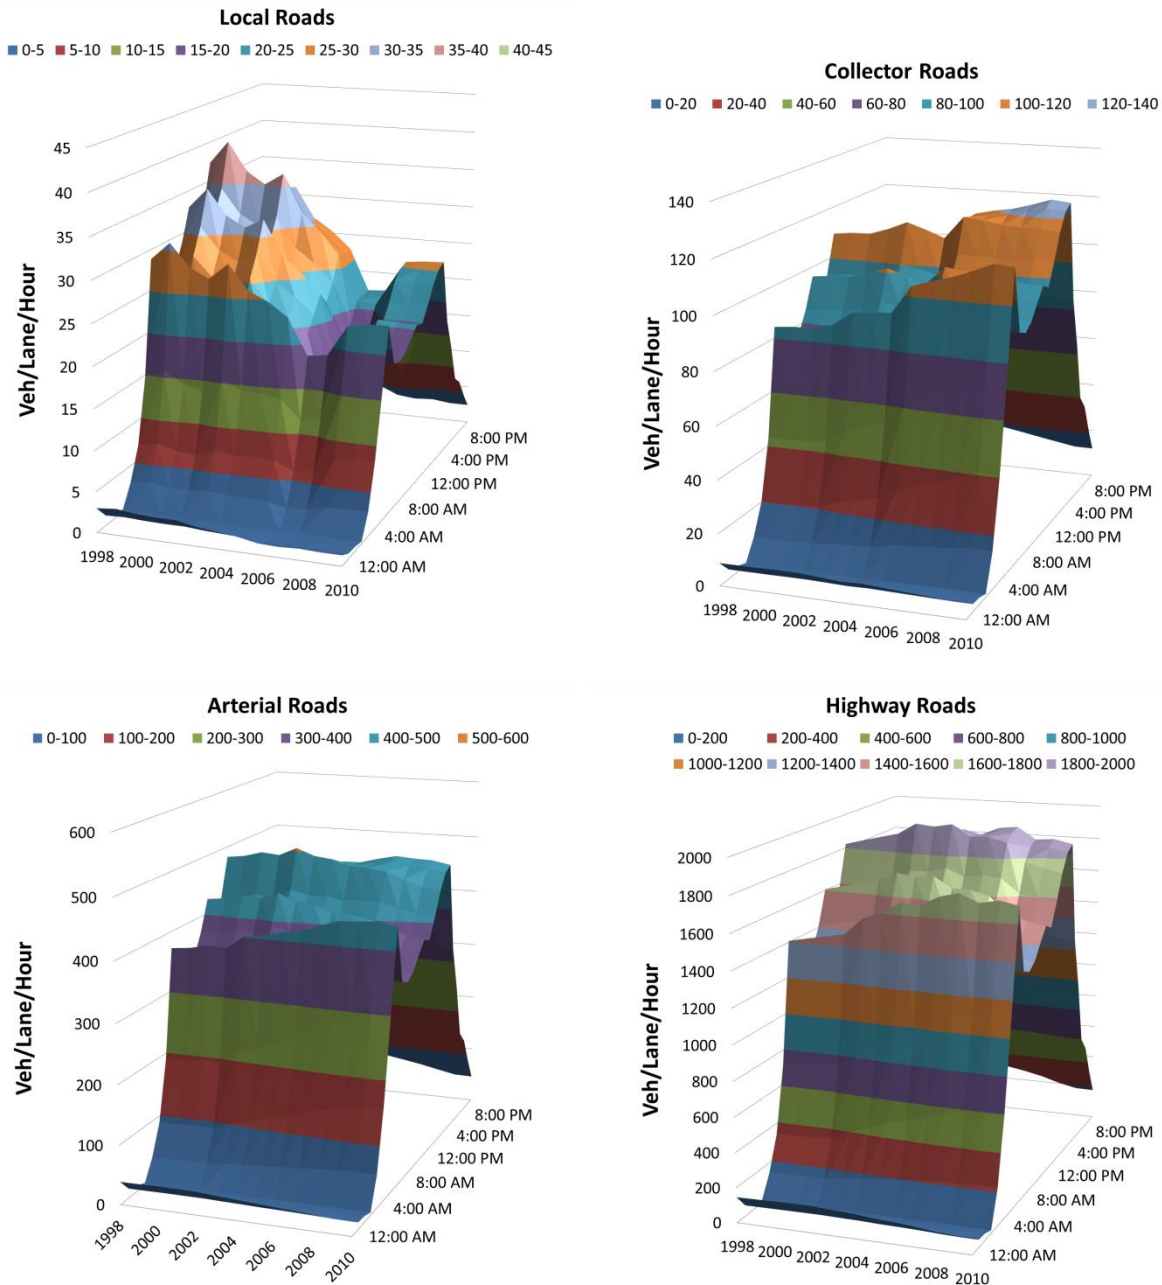 Local Roads
0-5 5-10 10-15 15-20 20-25 25-30 30-35 35-40 40-45
Veh/Lane/Hour
45
40
35
30
25
20
15
10
5
0
1998 2000 2002 2004 2006 2008 2010
8:00 PM
4:00 PM
12:00 PM
8:00 AM
4:00 AM
12:00 AM
Collector Roads
0-20 20-40 40-60 60-80 80-100 100-120 120-140
Veh/Lane/Hour
140
120
100
80
60
40
20
0
1998 2000 2002 2004 2006 2008 2010
8:00 PM
4:00 PM
12:00 PM
8:00 AM
4:00 AM
12:00 AM
Arterial Roads
0-100 100-200 200-300 300-400 400-500 500-600
Veh/Lane/Hour
600
500
400
300
200
100
0
1998 2000 2002 2004 2006 2008 2010
8:00 PM
4:00 PM
12:00 PM
8:00 AM
4:00 AM
12:00 AM
Highway Roads
0-200 200-400 400-600 600-800 800-1000
1000-1200 1200-1400 1400-1600 1600-1800 1800-2000
Veh/Lane/Hour
2000
1800
1600
1400
1200
1000
800
600
400
200
0
1998 2000 2002 2004 2006 2008 2010
8:00 PM
4:00 PM
12:00 PM
8:00 AM
4:00 AM
12:00 AM